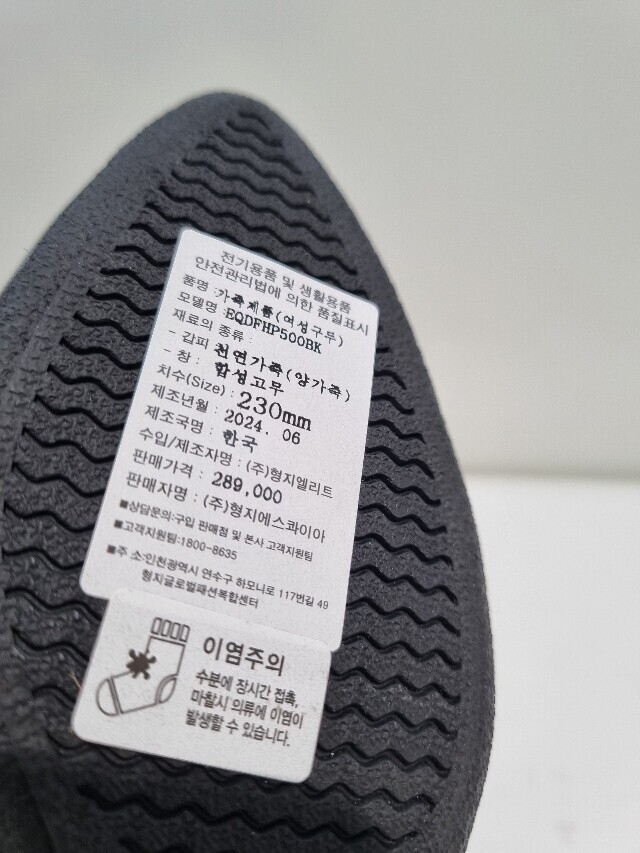 전기용품 및 생활용품
안전관리법에 의한 품질표시
품명 : 가죽제품(여성구두)
모델명 : EQDFHP500BK
재료의 종류 :
- 갑피 : 천연가죽(양가죽)
- 창 : 합성고무
치수(Size) : 230mm
제조년월 : 2024. 06
제조국명 : 한국
수입/제조자명 : (주)형지엘리트
판매가격 : 289,000
판매자명 : (주)형지에스콰이아
■상담문의:구입 판매점 및 본사 고객지원팀
■고객지원팀:1800-8635
■주 소:인천광역시 연수구 하모니로 177번길 49
형지글로벌패션복합센터
이염주의
수분에 장시간 접촉,
마찰시 의류에 이염이
발생할 수 있습니다.